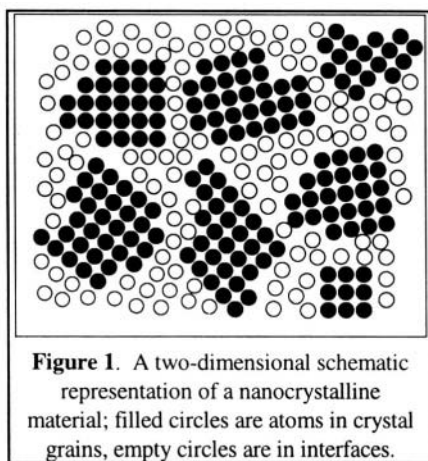 Figure 1. A two-dimensional schematic
representation of a nanocrystalline
material; filled circles are atoms in crystal
grains, empty circles are in interfaces.